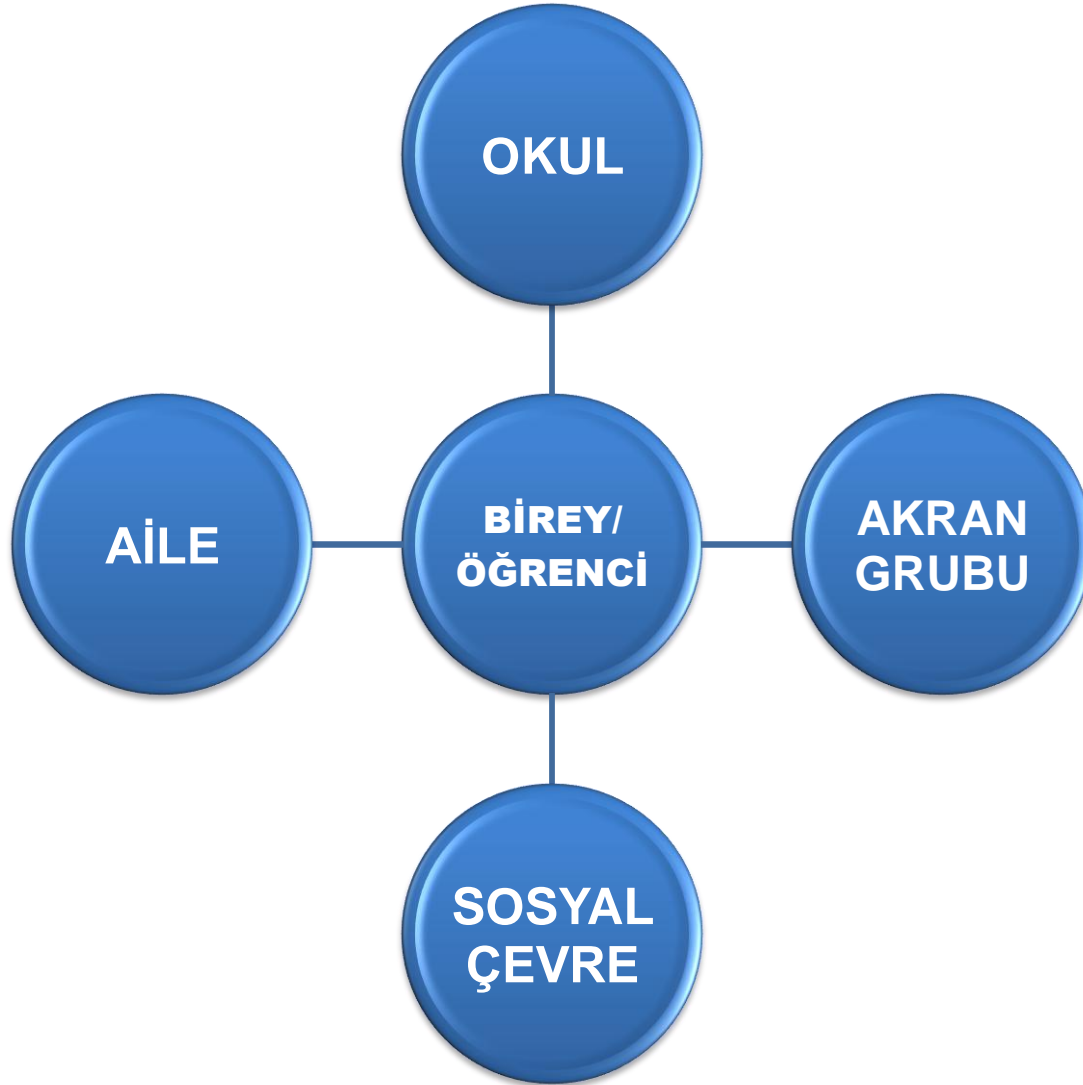 OKUL
AİLE
BİREY/
ÖĞRENCİ
AKRAN
GRUBU
SOSYAL
ÇEVRE